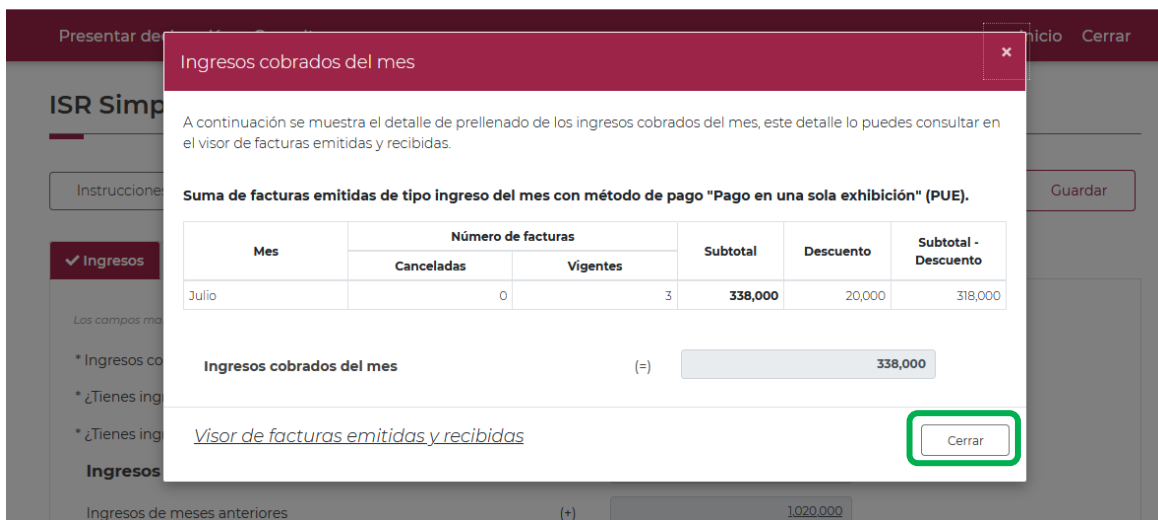 Presentar
nicio Cerrar
Ingresos cobrados del mes ×
ISR Simp
A continuación se muestra el detalle de prellenado de los ingresos cobrados del mes, este detalle lo puedes consultar en
el visor de facturas emitidas y recibidas.
Instrucciones
Guardar
Suma de facturas emitidas de tipo ingreso del mes con método de pago "Pago en una sola exhibición" (PUE).
Mes Número de facturas Subtotal Descuento Subtotal -
Descuento
Canceladas Vigentes
Julio 0 3 338,000 20,000 318,000
Ingresos
Los campos ma
* Ingresos co
Ingresos cobrados del mes (=) 338,000
* ¿Tienes ing
* ¿Tienes ing
Visor de facturas emitidas y recibidas Cerrar
Ingresos
Ingresos de meses anteriores (+) 1,020,000